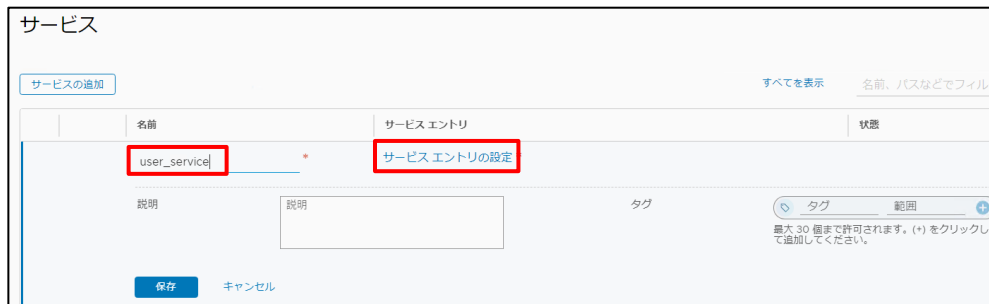 サービス
サービスの追加
すべてを表示
名前、パスなどでフィル
名前
サービス エントリ
状態
user_service
*
サービス エントリの設定
説明
説明
タグ
タグ
範囲
最大 30 個まで許可されます。(+) をクリックし
て追加してください。
保存
キャンセル